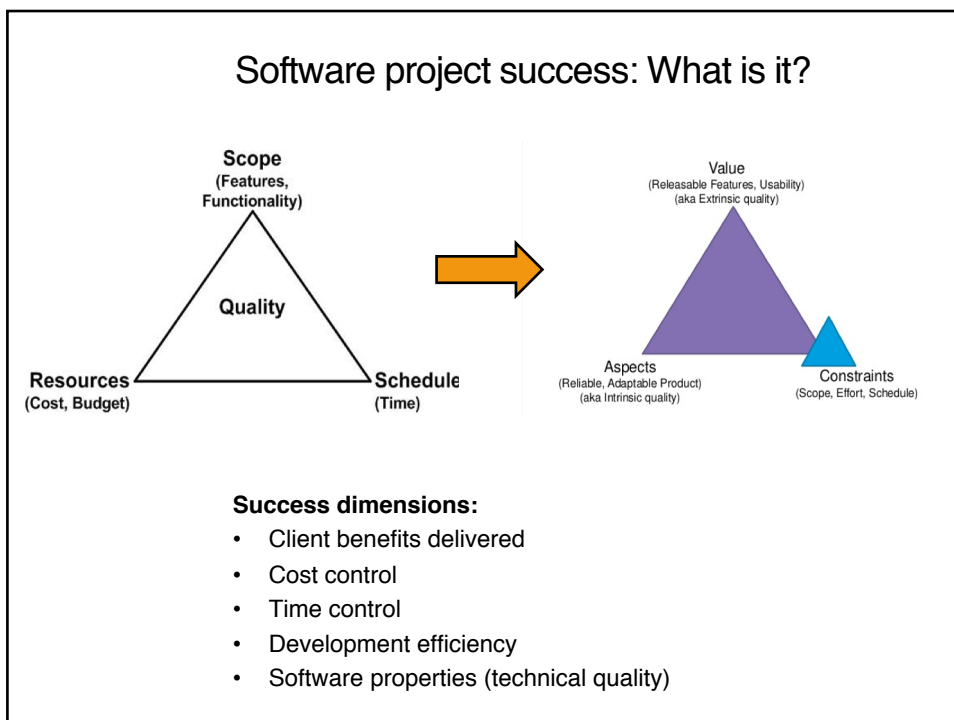 Software project success: What is it?
Scope
(Features,
Functionality)
Quality
Resources
(Cost, Budget)
Schedule
(Time)
Value
(Releasable Features, Usability)
(aka Extrinsic quality)
Aspects
(Reliable, Adaptable Product)
(aka Intrinsic quality)
Constraints
(Scope, Effort, Schedule)
Success dimensions:
• Client benefits delivered
• Cost control
• Time control
• Development efficiency
• Software properties (technical quality)